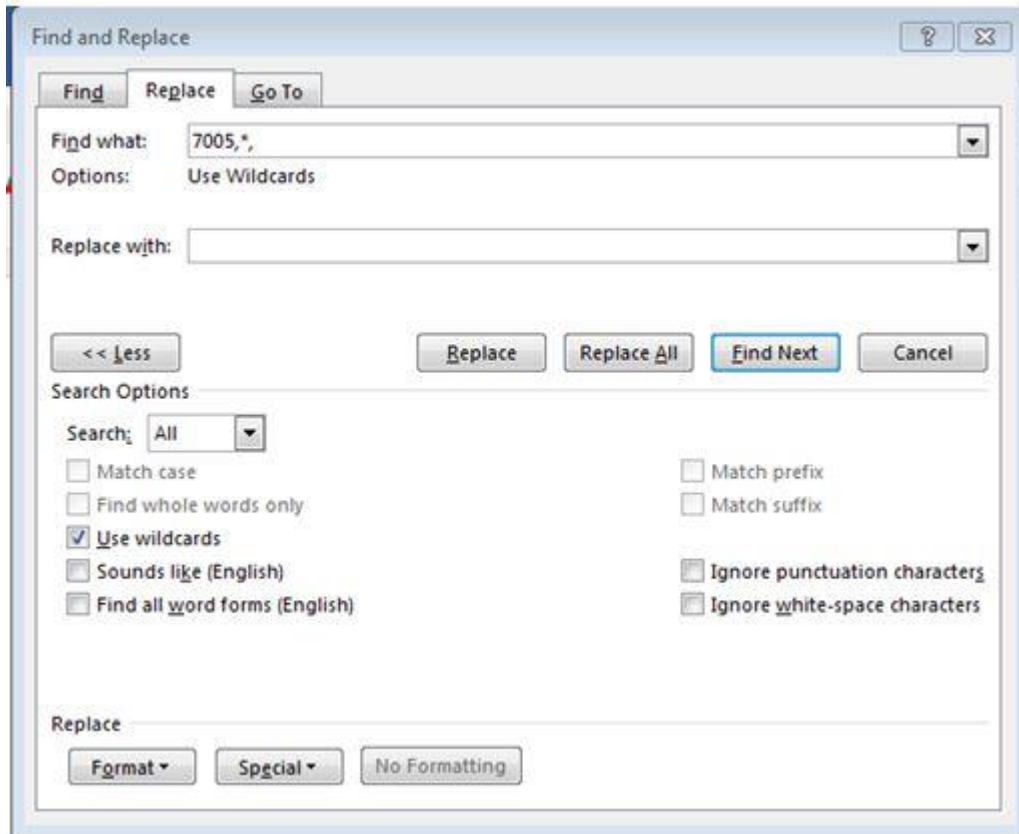 Find and Replace
Find Replace Go To
Find what: 7005,*,
Options: Use Wildcards
Replace with:
<< Less Replace Replace All Find Next Cancel
Search Options
Search: All
Match case Match prefix
Find whole words only Match suffix
Use wildcards
Sounds like (English) Ignore punctuation characters
Find all word forms (English) Ignore white-space characters
Replace
Format Special No Formatting